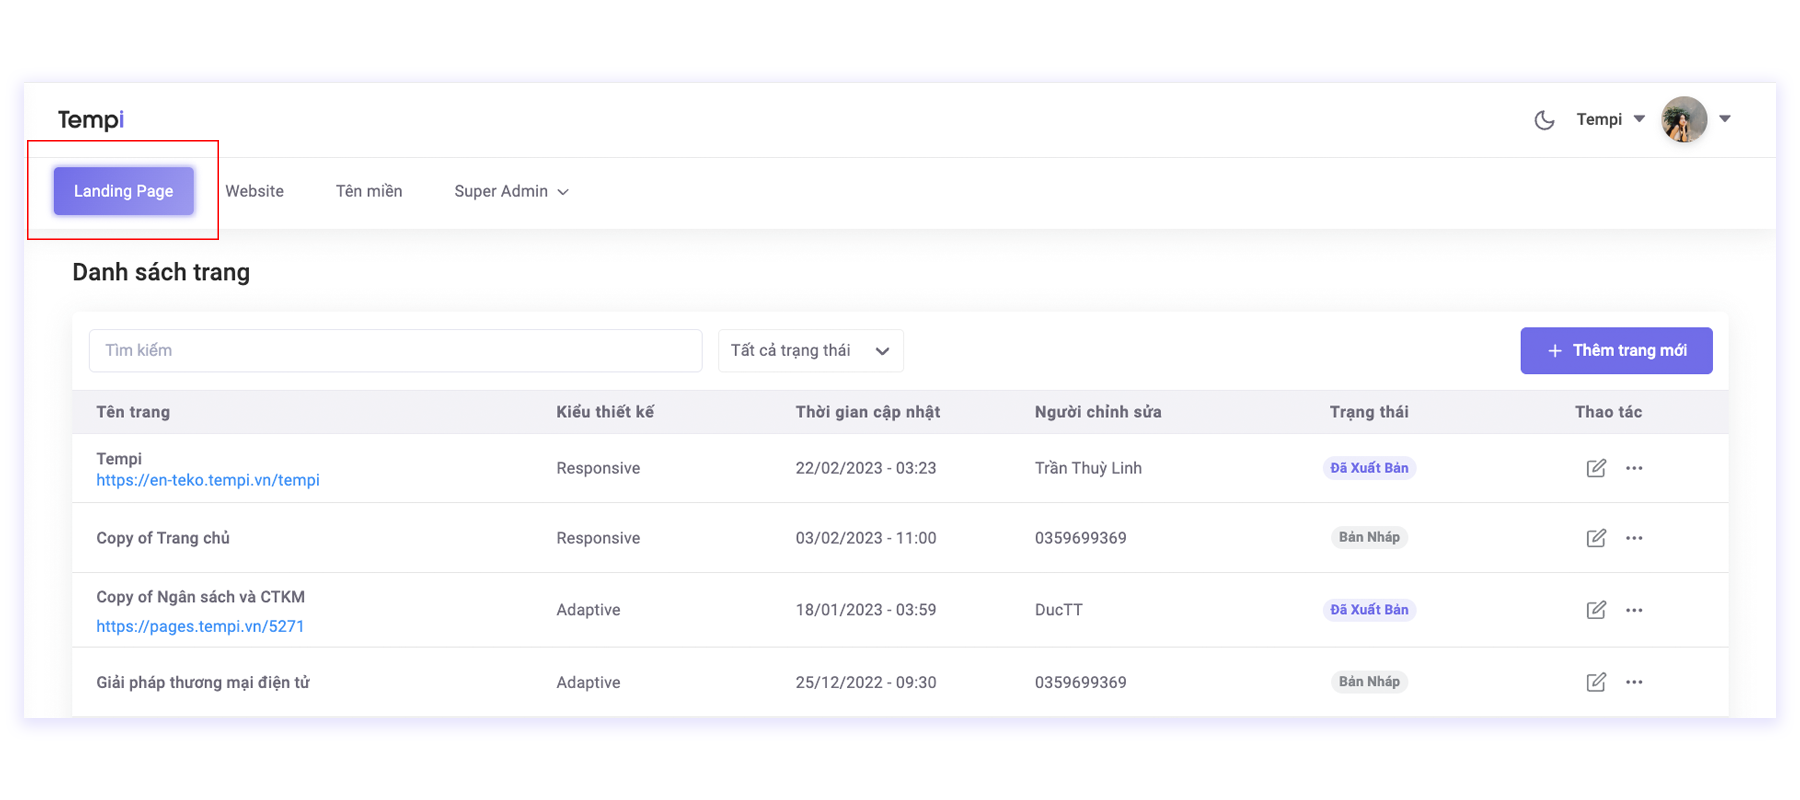 Tempi
Tempi
Landing Page
Website
Tên miền
Super Admin
Danh sách trang
Tìm kiếm
Tất cả trạng thái
+ Thêm trang mới
Tên trang Kiểu thiết kế Thời gian cập nhật Người chỉnh sửa Trạng thái Thao tác
Tempi
https://en-teko.tempi.vn/tempi
Responsive 22/02/2023 - 03:23 Trần Thuỳ Linh Đã Xuất Bản
Copy of Trang chủ Responsive 03/02/2023 - 11:00 0359699369 Bản Nháp
Copy of Ngân sách và CTKM
https://pages.tempi.vn/5271
Adaptive 18/01/2023 - 03:59 DucTT Đã Xuất Bản
Giải pháp thương mại điện tử Adaptive 25/12/2022 - 09:30 0359699369 Bản Nháp